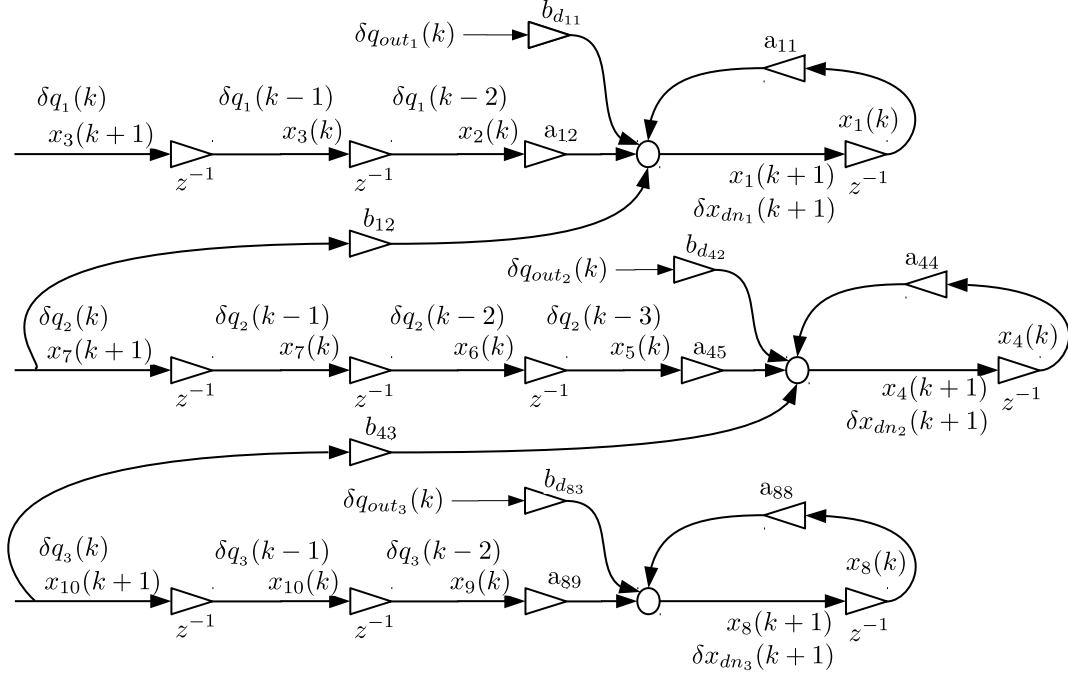 b_{d_{11}}
δq_{out_1}(k)
a_{11}
δq_1(k) δq_1(k − 1) δq_1(k − 2)
x_3(k + 1) x_3(k) x_2(k) a_{12} x_1(k)
z^{−1} z^{−1} x_1(k + 1) z^{−1}
δx_{dn_1}(k + 1)
b_{12}
b_{d_{42}}
δq_{out_2}(k) a_{44}
δq_2(k) δq_2(k − 1) δq_2(k − 2) δq_2(k − 3)
x_7(k + 1) x_7(k) x_6(k) x_5(k) a_{45} x_4(k)
z^{−1} z^{−1} z^{−1} x_4(k + 1) z^{−1}
δx_{dn_2}(k + 1)
b_{43}
b_{d_{83}}
δq_{out_3}(k) a_{88}
δq_3(k) δq_3(k − 1) δq_3(k − 2)
x_{10}(k + 1) x_{10}(k) x_9(k) a_{89} x_8(k)
z^{−1} z^{−1} x_8(k + 1) z^{−1}
δx_{dn_3}(k + 1)